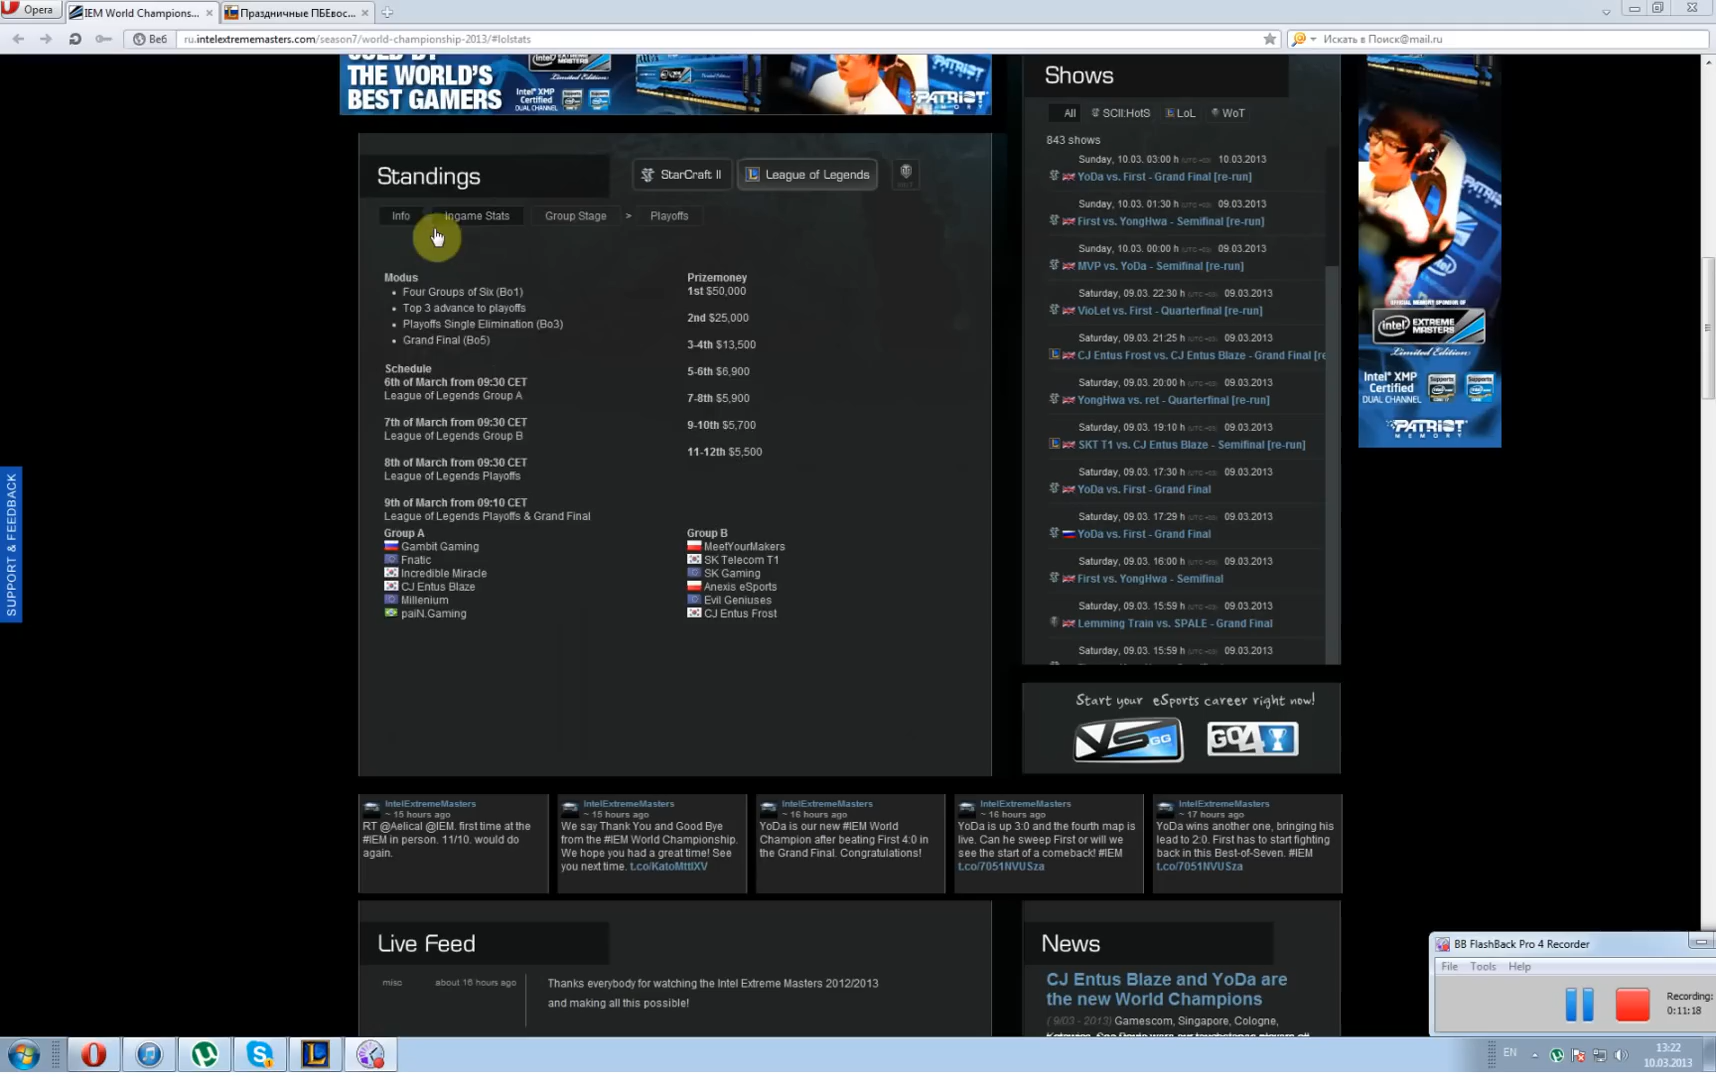 Opera
IEM World Champions...
Праздничные ПБЕвос...
Веб
ru.intelextrememasters.com/season7/world-championship-2013/#lolstats
Искать в Поиск@mail.ru
THE WORLD'S
BEST GAMERS
Limited Edition
Intel® XMP
Certified
DUAL CHANNEL
PATRIOT
MEMORY
Standings
StarCraft II
League of Legends
Info
Ingame Stats
Group Stage
>
Playoffs
Modus
Four Groups of Six (Bo1)
Top 3 advance to playoffs
Playoffs Single Elimination (Bo3)
Grand Final (Bo5)
Schedule
6th of March from 09:30 CET
League of Legends Group A
7th of March from 09:30 CET
League of Legends Group B
8th of March from 09:30 CET
League of Legends Playoffs
9th of March from 09:10 CET
League of Legends Playoffs & Grand Final
Prizemoney
1st $50,000
2nd $25,000
3-4th $13,500
5-6th $6,900
7-8th $5,900
9-10th $5,700
11-12th $5,500
Group A
Gambit Gaming
Fnatic
Incredible Miracle
CJ Entus Blaze
Millenium
paiN.Gaming
Group B
MeetYourMakers
SK Telecom T1
SK Gaming
Anexis eSports
Evil Geniuses
CJ Entus Frost
Shows
All
SCII:HotS
LoL
WoT
843 shows
Sunday, 10.03. 03:00 h 10.03.2013
YoDa vs. First - Grand Final [re-run]
Sunday, 10.03. 01:30 h 09.03.2013
First vs. YongHwa - Semifinal [re-run]
Sunday, 10.03. 00:00 h 09.03.2013
MVP vs. YoDa - Semifinal [re-run]
Saturday, 09.03. 22:30 h 09.03.2013
VioLet vs. First - Quarterfinal [re-run]
Saturday, 09.03. 21:25 h 09.03.2013
CJ Entus Frost vs. CJ Entus Blaze - Grand Final [re
Saturday, 09.03. 20:00 h 09.03.2013
YongHwa vs. ret - Quarterfinal [re-run]
Saturday, 09.03. 19:10 h 09.03.2013
SKT T1 vs. CJ Entus Blaze - Semifinal [re-run]
Saturday, 09.03. 17:30 h 09.03.2013
YoDa vs. First - Grand Final
Saturday, 09.03. 17:29 h 09.03.2013
YoDa vs. First - Grand Final
Saturday, 09.03. 16:00 h 09.03.2013
First vs. YongHwa - Semifinal
Saturday, 09.03. 15:59 h 09.03.2013
Lemming Train vs. SPALE - Grand Final
Saturday, 09.03. 15:59 h 09.03.2013
OFFICIAL MEMORY SPONSOR OF
intel EXTREME MASTERS
Limited Edition
Intel® XMP
CERTIFIED
DUAL CHANNEL
Supports
Supports
PATRIOT
MEMORY
Start your eSports career right now!
VS GG
GO4
SUPPORT & FEEDBACK
IntelExtremeMasters
~ 15 hours ago
RT @Aelical @IEM. first time at the
#IEM in person. 11/10. would do
again.
IntelExtremeMasters
~ 15 hours ago
We say Thank You and Good Bye
from the #IEM World Championship.
We hope you had a great time! See
you next time. t.co/KatoMttIXV
IntelExtremeMasters
~ 16 hours ago
YoDa is our new #IEM World
Champion after beating First 4:0 in
the Grand Final. Congratulations!
IntelExtremeMasters
~ 16 hours ago
YoDa is up 3:0 and the fourth map is
live. Can he sweep First or will we
see the start of a comeback! #IEM
t.co/7051NVUSza
IntelExtremeMasters
~ 17 hours ago
YoDa wins another one, bringing his
lead to 2:0. First has to start fighting
back in this Best-of-Seven. #IEM
t.co/7051NVUSza
Live Feed
misc
about 16 hours ago
Thanks everybody for watching the Intel Extreme Masters 2012/2013
and making all this possible!
News
CJ Entus Blaze and YoDa are
the new World Champions
( 9/03 - 2013) Gamescom, Singapore, Cologne,
BB FlashBack Pro 4 Recorder
File
Tools
Help
Recording:
0:11:18
EN
13:22
10.03.2013